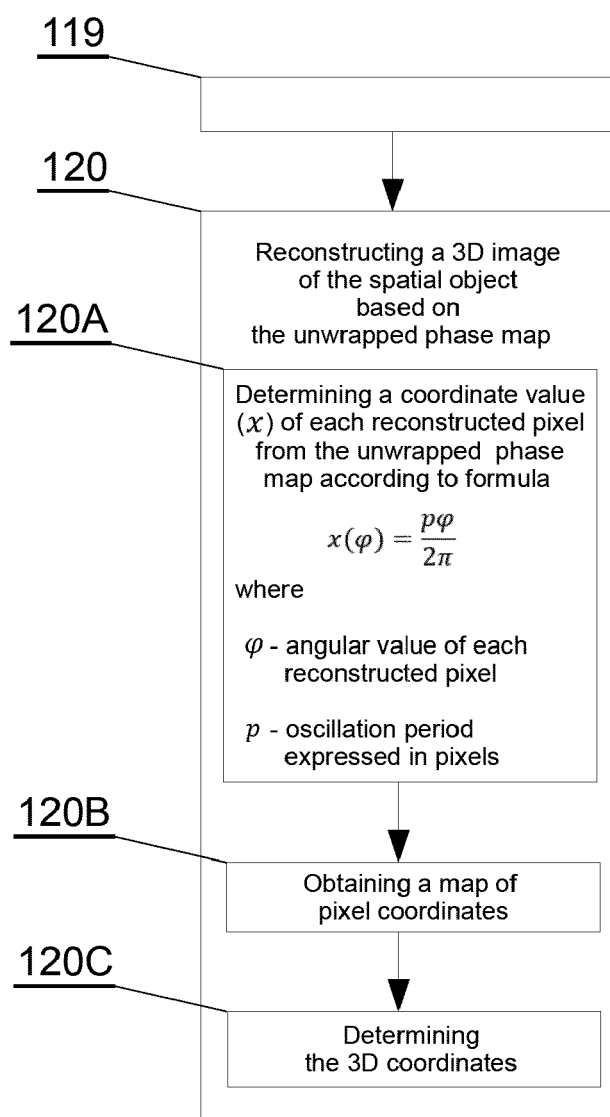 119
120
Reconstructing a 3D image
of the spatial object
based on
the unwrapped phase map
120A
Determining a coordinate value
(x) of each reconstructed pixel
from the unwrapped phase
map according to formula
x(φ) = pφ / 2π
where
φ - angular value of each
reconstructed pixel
p - oscillation period
expressed in pixels
120B
Obtaining a map of
pixel coordinates
120C
Determining
the 3D coordinates